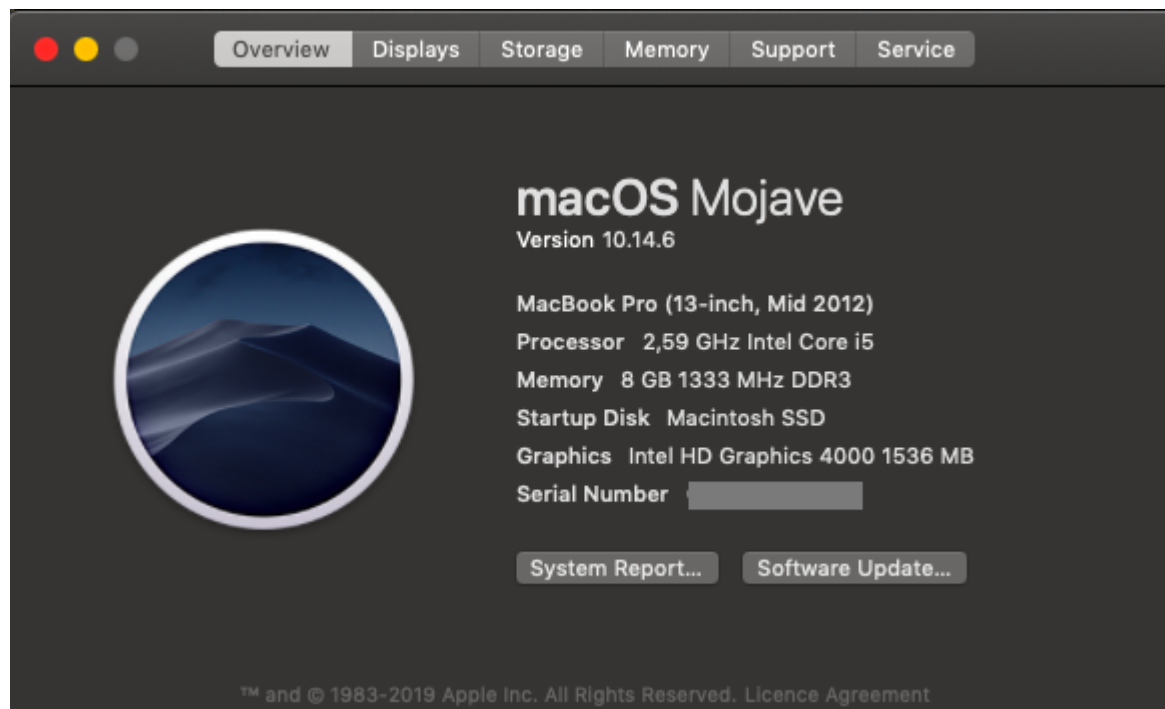 Overview Displays Storage Memory Support Service
macOS Mojave
Version 10.14.6
MacBook Pro (13-inch, Mid 2012)
Processor 2,59 GHz Intel Core i5
Memory 8 GB 1333 MHz DDR3
Startup Disk Macintosh SSD
Graphics Intel HD Graphics 4000 1536 MB
Serial Number
System Report... Software Update...
™ and © 1983-2019 Apple Inc. All Rights Reserved. Licence Agreement